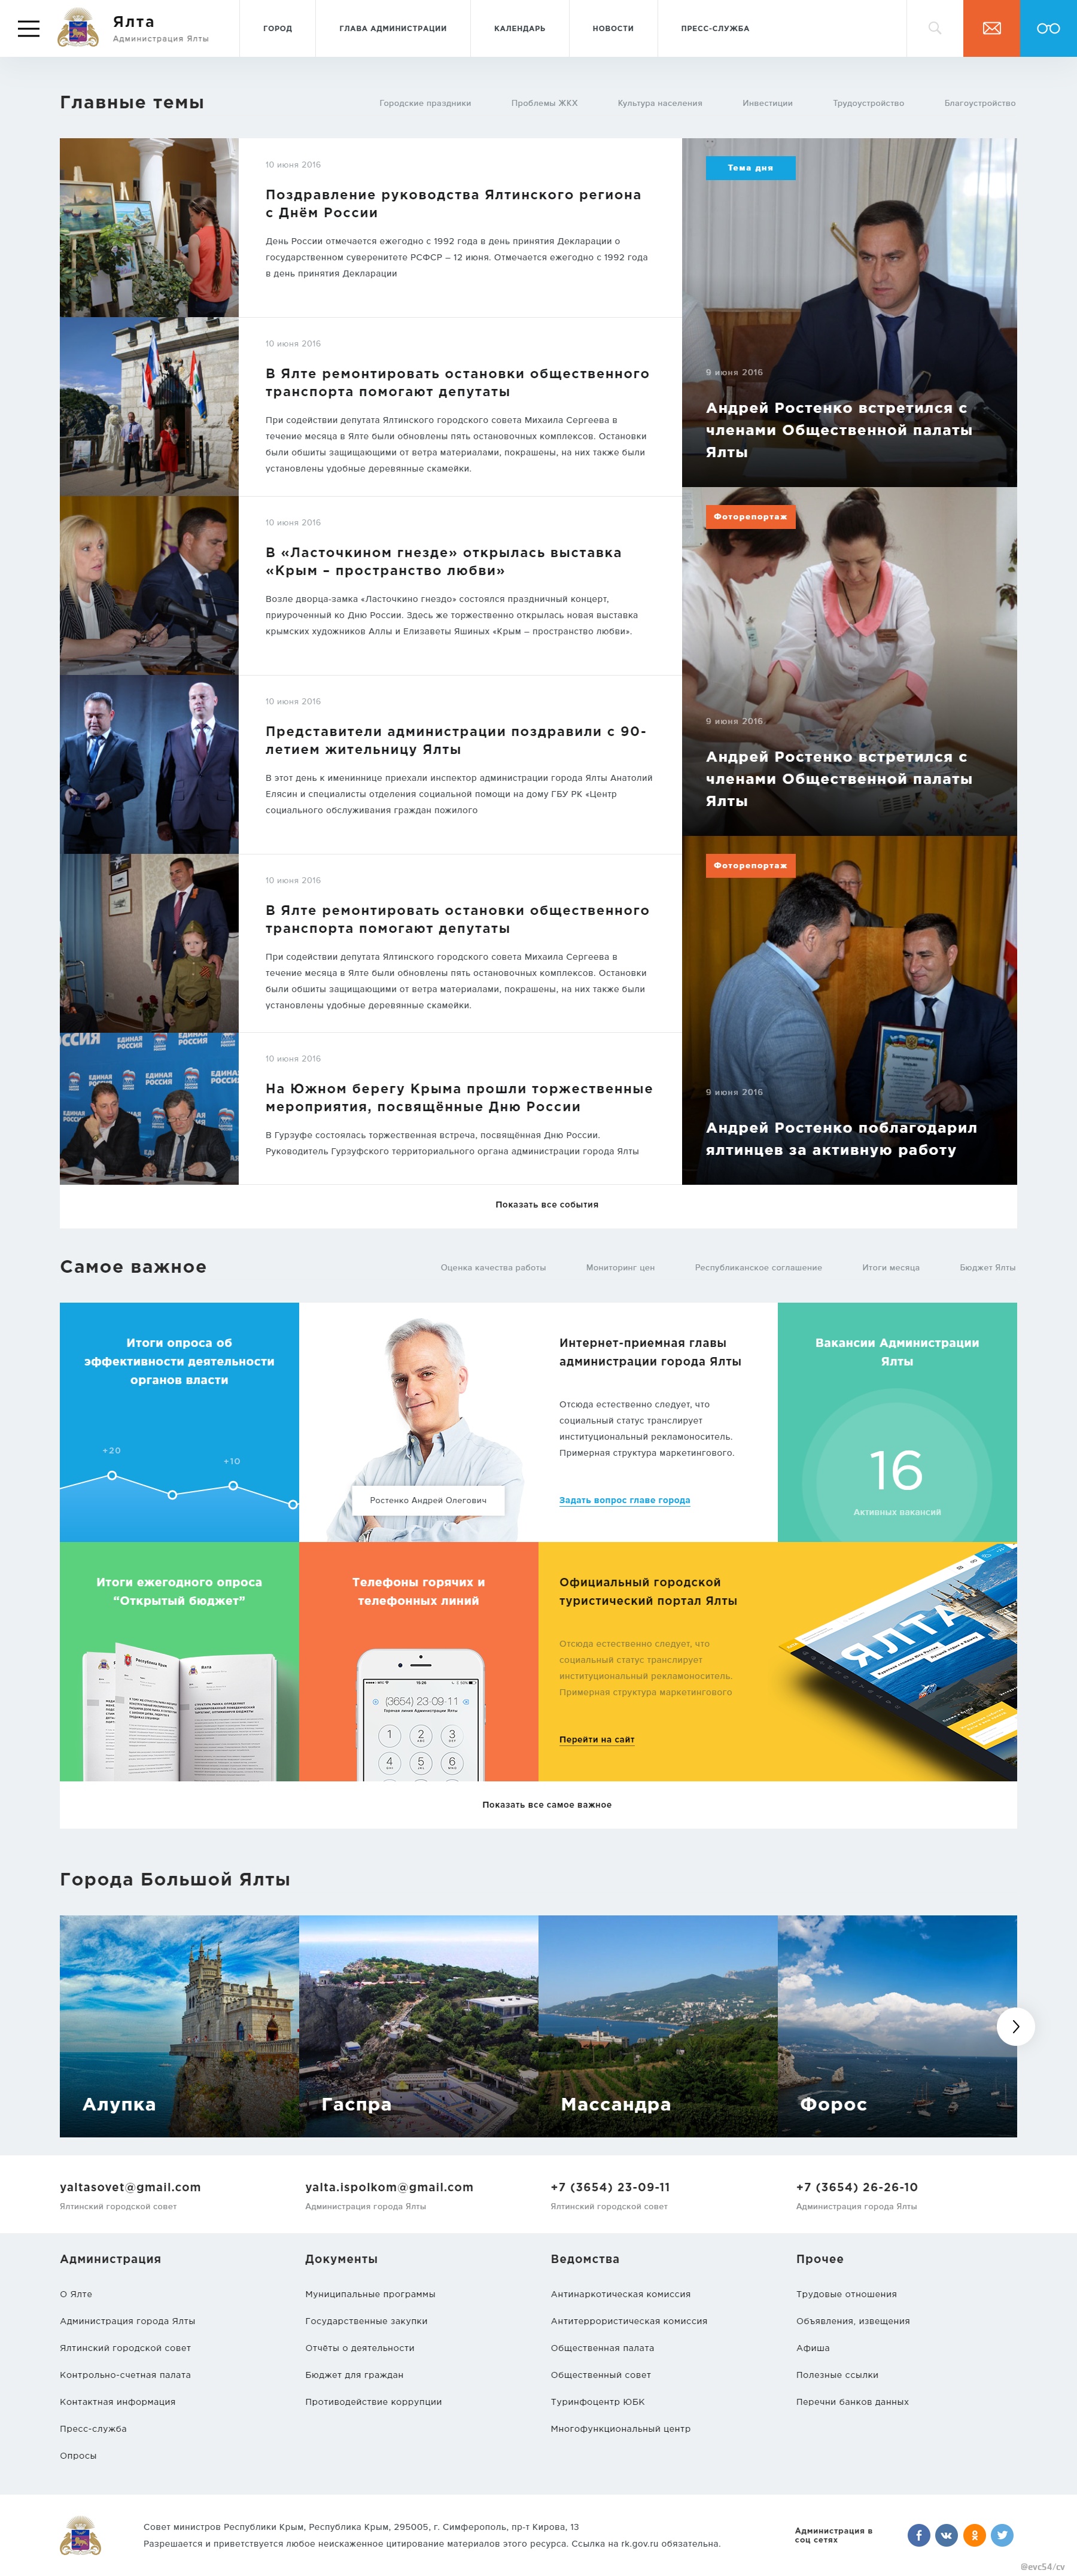 Ялта
Администрация Ялты
ГОРОД
ГЛАВА АДМИНИСТРАЦИИ
КАЛЕНДАРЬ
НОВОСТИ
ПРЕСС-СЛУЖБА
Главные темы
Городские праздники
Проблемы ЖКХ
Культура населения
Инвестиции
Трудоустройство
Благоустройство
10 июня 2016
Поздравление руководства Ялтинского региона
с Днём России
День России отмечается ежегодно с 1992 года в день принятия Декларации о
государственном суверенитете РСФСР – 12 июня. Отмечается ежегодно с 1992 года
в день принятия Декларации
10 июня 2016
В Ялте ремонтировать остановки общественного
транспорта помогают депутаты
При содействии депутата Ялтинского городского совета Михаила Сергеева в
течение месяца в Ялте были обновлены пять остановочных комплексов. Остановки
были обшиты защищающими от ветра материалами, покрашены, на них также были
установлены удобные деревянные скамейки.
10 июня 2016
В «Ласточкином гнезде» открылась выставка
«Крым – пространство любви»
Возле дворца-замка «Ласточкино гнездо» состоялся праздничный концерт,
приуроченный ко Дню России. Здесь же торжественно открылась новая выставка
крымских художников Аллы и Елизаветы Яшиных «Крым – пространство любви».
10 июня 2016
Представители администрации поздравили с 90-
летием жительницу Ялты
В этот день к имениннице приехали инспектор администрации города Ялты Анатолий
Елясин и специалисты отделения социальной помощи на дому ГБУ РК «Центр
социального обслуживания граждан пожилого
10 июня 2016
В Ялте ремонтировать остановки общественного
транспорта помогают депутаты
При содействии депутата Ялтинского городского совета Михаила Сергеева в
течение месяца в Ялте были обновлены пять остановочных комплексов. Остановки
были обшиты защищающими от ветра материалами, покрашены, на них также были
установлены удобные деревянные скамейки.
ЕДИНАЯ
РОССИЯ
10 июня 2016
На Южном берегу Крыма прошли торжественные
мероприятия, посвящённые Дню России
В Гурзуфе состоялась торжественная встреча, посвящённая Дню России.
Руководитель Гурзуфского территориального органа администрации города Ялты
Тема дня
9 июня 2016
Андрей Ростенко встретился с
членами Общественной палаты
Ялты
Фоторепортаж
9 июня 2016
Андрей Ростенко встретился с
членами Общественной палаты
Ялты
Фоторепортаж
9 июня 2016
Андрей Ростенко поблагодарил
ялтинцев за активную работу
Показать все события
Самое важное
Оценка качества работы
Мониторинг цен
Республиканское соглашение
Итоги месяца
Бюджет Ялты
Итоги опроса об
эффективности деятельности
органов власти
+20
+10
Ростенко Андрей Олегович
Интернет-приемная главы
администрации города Ялты
Отсюда естественно следует, что
социальный статус транслирует
институциональный рекламоноситель.
Примерная структура маркетингового.
Задать вопрос главе города
Вакансии Администрации
Ялты
16
Активных вакансий
Итоги ежегодного опроса
“Открытый бюджет”
Республика Крым
Ялта
Телефоны горячих и
телефонных линий
(3654) 23-09-11
Горячая линия Администрации Ялты
1
2
3
4
5
6
Официальный городской
туристический портал Ялты
Отсюда естественно следует, что
социальный статус транслирует
институциональный рекламоноситель.
Примерная структура маркетингового
Перейти на сайт
ЯЛТА
Показать все самое важное
Города Большой Ялты
Алупка
Гаспра
Массандра
Форос
yaltasovet@gmail.com
Ялтинский городской совет
yalta.ispolkom@gmail.com
Администрация города Ялты
+7 (3654) 23-09-11
Ялтинский городской совет
+7 (3654) 26-26-10
Администрация города Ялты
Администрация
О Ялте
Администрация города Ялты
Ялтинский городской совет
Контрольно-счетная палата
Контактная информация
Пресс-служба
Опросы
Документы
Муниципальные программы
Государственные закупки
Отчёты о деятельности
Бюджет для граждан
Противодействие коррупции
Ведомства
Антинаркотическая комиссия
Антитеррористическая комиссия
Общественная палата
Общественный совет
Туринфоцентр ЮБК
Многофункциональный центр
Прочее
Трудовые отношения
Объявления, извещения
Афиша
Полезные ссылки
Перечни банков данных
Совет министров Республики Крым, Республика Крым, 295005, г. Симферополь, пр-т Кирова, 13
Разрешается и приветствуется любое неискаженное цитирование материалов этого ресурса. Ссылка на rk.gov.ru обязательна.
Администрация в
соц сетях
@evc54/cv